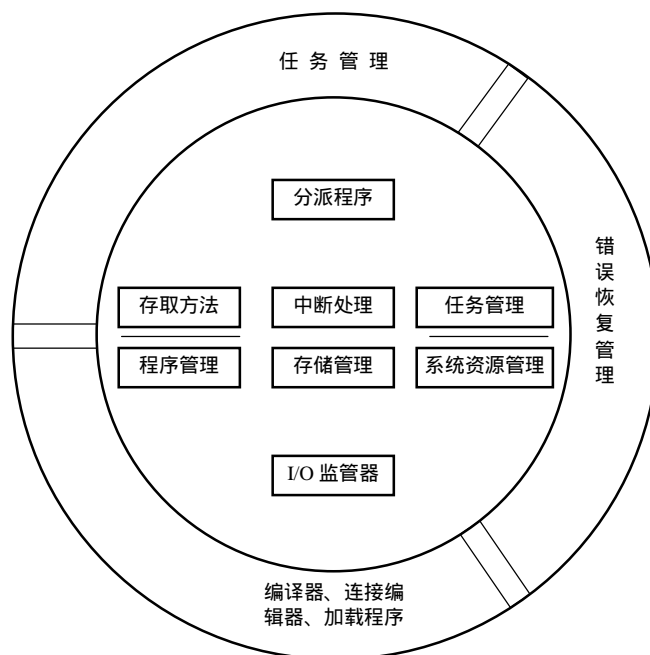 任务管理
分派程序
错误恢复管理
存取方法
中断处理
任务管理
程序管理
存储管理
系统资源管理
I/O 监管器
编译器、连接编
辑器、加载程序